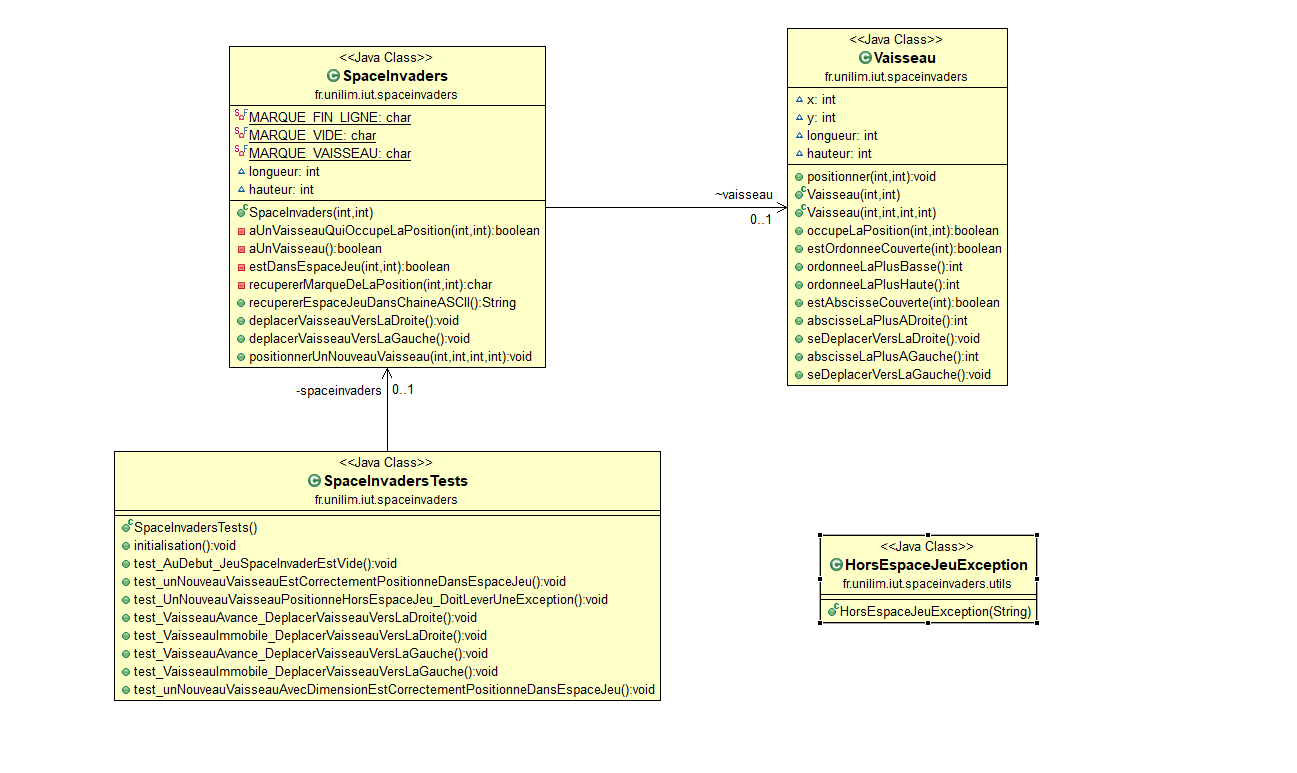 <<Java Class>>
SpaceInvaders
fr.unilim.iut.spaceinvaders
MARQUE_FIN_LIGNE: char
MARQUE_VIDE: char
MARQUE_VAISSEAU: char
longueur: int
hauteur: int
SpaceInvaders(int,int)
aUnVaisseauQuiOccupeLaPosition(int,int):boolean
aUnVaisseau():boolean
estDansEspaceJeu(int,int):boolean
recupererMarqueDeLaPosition(int,int):char
recupererEspaceJeuDansChaineASCII():String
deplacerVaisseauVersLaDroite():void
deplacerVaisseauVersLaGauche():void
positionnerUnNouveauVaisseau(int,int,int,int):void
~vaisseau
0..1
<<Java Class>>
Vaisseau
fr.unilim.iut.spaceinvaders
x: int
y: int
longueur: int
hauteur: int
positionner(int,int):void
Vaisseau(int,int)
Vaisseau(int,int,int,int)
occupeLaPosition(int,int):boolean
estOrdonneeCouverte(int):boolean
ordonneeLaPlusBasse():int
ordonneeLaPlusHaute():int
estAbscisseCouverte(int):boolean
abscisseLaPlusADroite():int
seDeplacerVersLaDroite():void
abscisseLaPlusAGauche():int
seDeplacerVersLaGauche():void
-spaceinvaders
0..1
<<Java Class>>
SpaceInvadersTests
fr.unilim.iut.spaceinvaders
SpaceInvadersTests()
initialisation():void
test_AuDebut_JeuSpaceInvaderEstVide():void
test_unNouveauVaisseauEstCorrectementPositionneDansEspaceJeu():void
test_UnNouveauVaisseauPositionneHorsEspaceJeu_DoitLeverUneException():void
test_VaisseauAvance_DeplacerVaisseauVersLaDroite():void
test_VaisseauImmobile_DeplacerVaisseauVersLaDroite():void
test_VaisseauAvance_DeplacerVaisseauVersLaGauche():void
test_VaisseauImmobile_DeplacerVaisseauVersLaGauche():void
test_unNouveauVaisseauAvecDimensionEstCorrectementPositionneDansEspaceJeu():void
<<Java Class>>
HorsEspaceJeuException
fr.unilim.iut.spaceinvaders.utils
HorsEspaceJeuException(String)